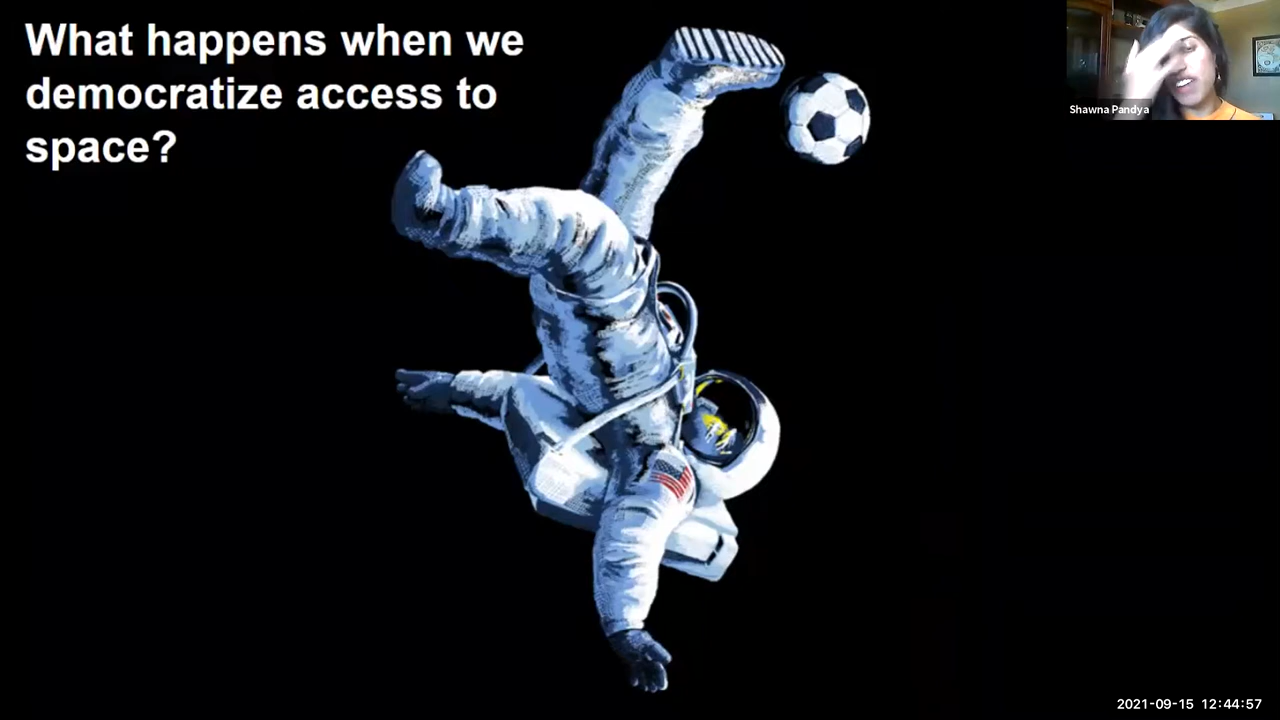 What happens when we
democratize access to
space?
Shawna Pandya
2021-09-15 12:44:57